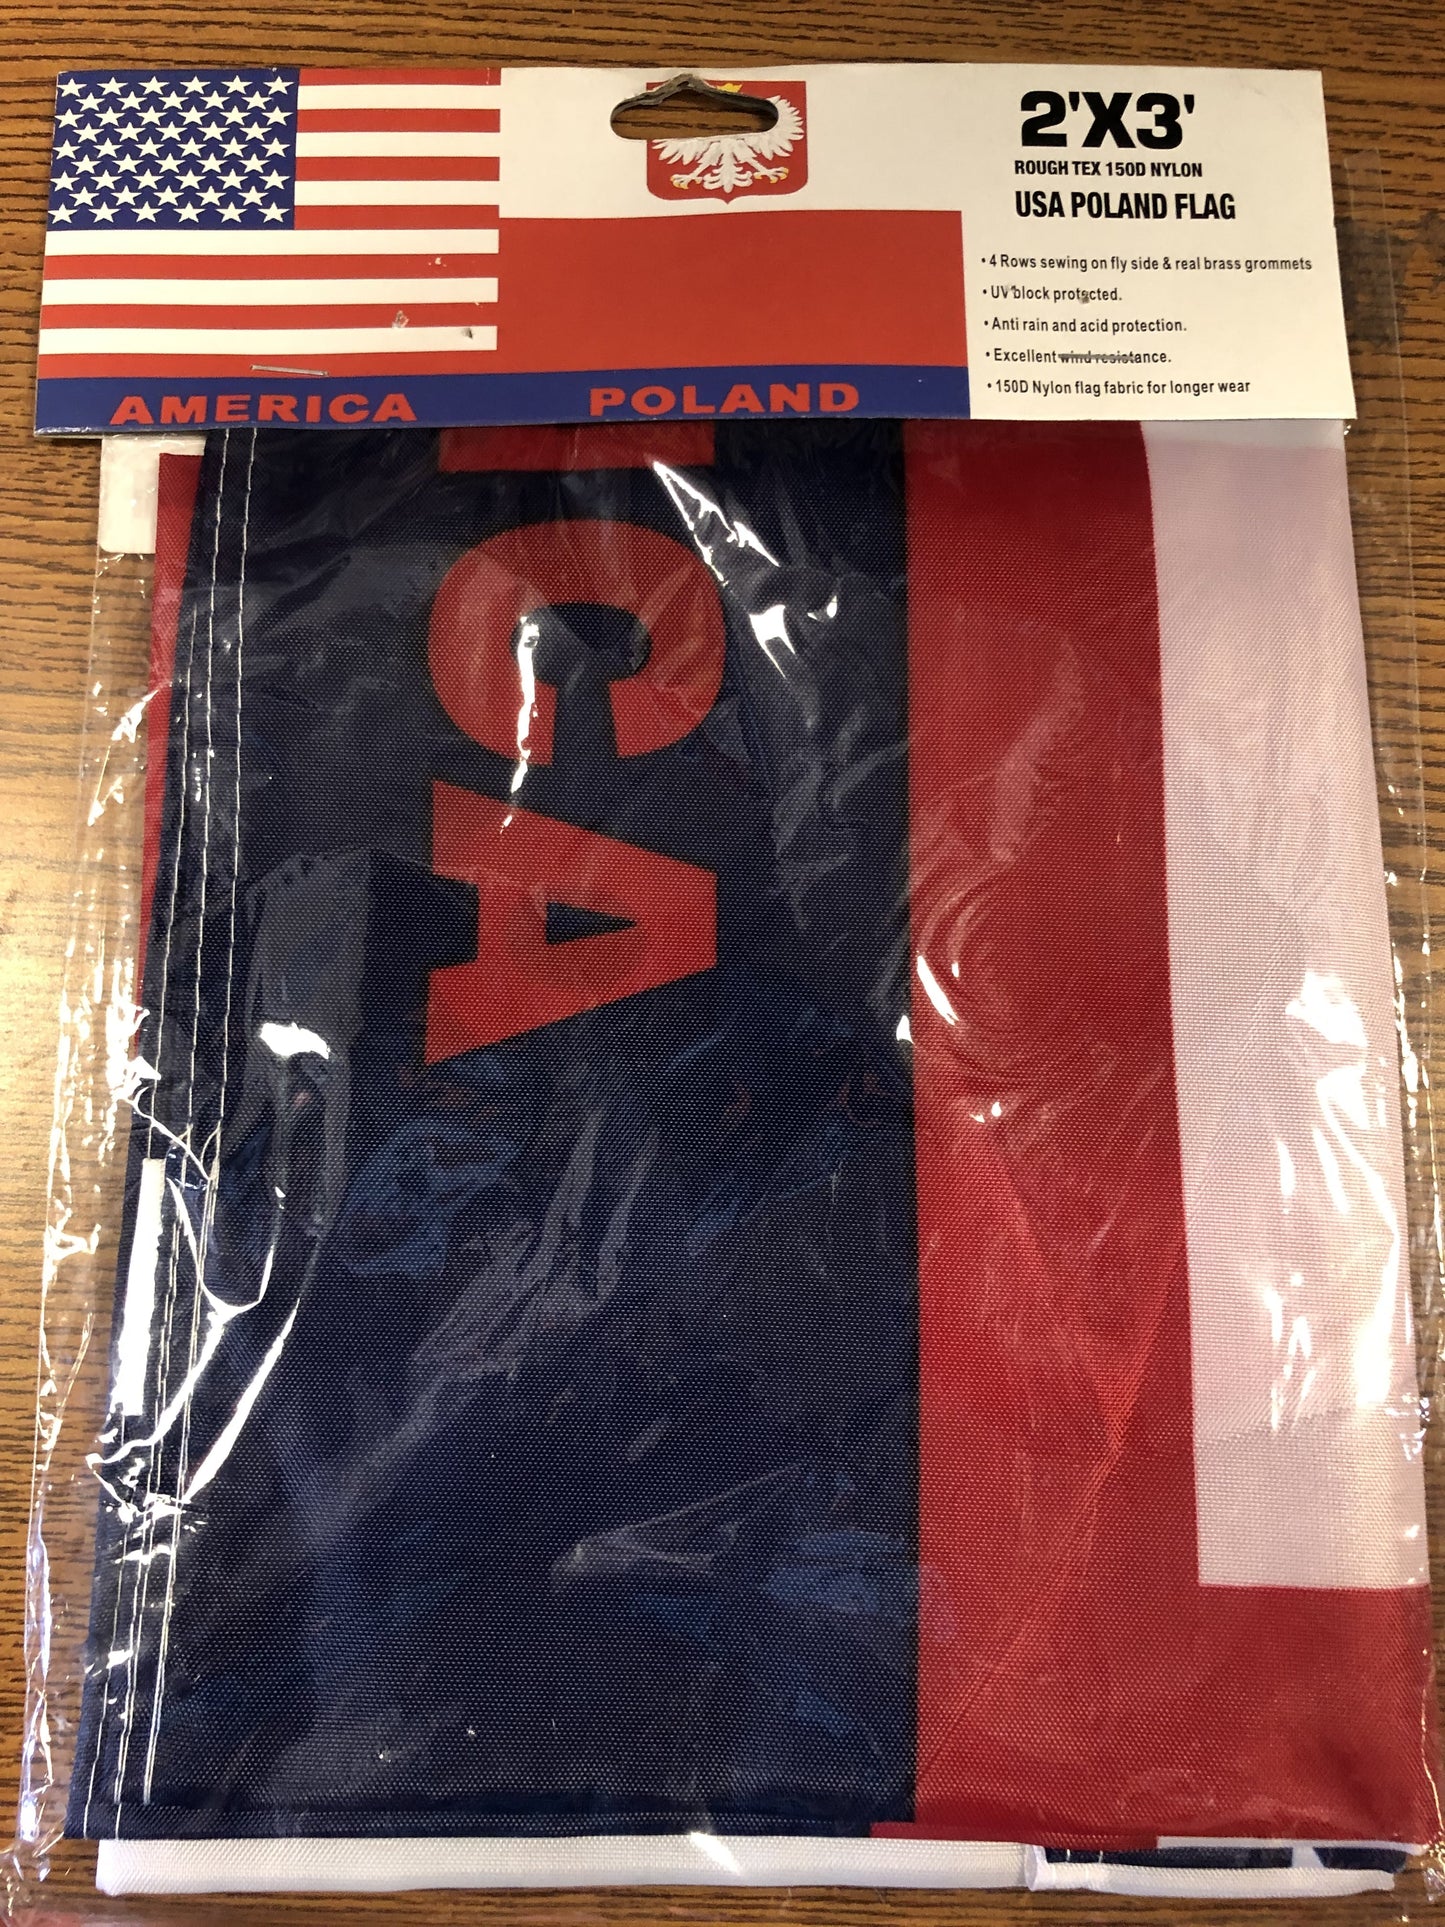 2'X3'
ROUGH TEX 150D NYLON
USA POLAND FLAG
• 4 Rows sewing on fly side & real brass grommets
• UV block protected.
• Anti rain and acid protection.
• Excellent wind resistance.
• 150D Nylon flag fabric for longer wear
AMERICA POLAND
CA